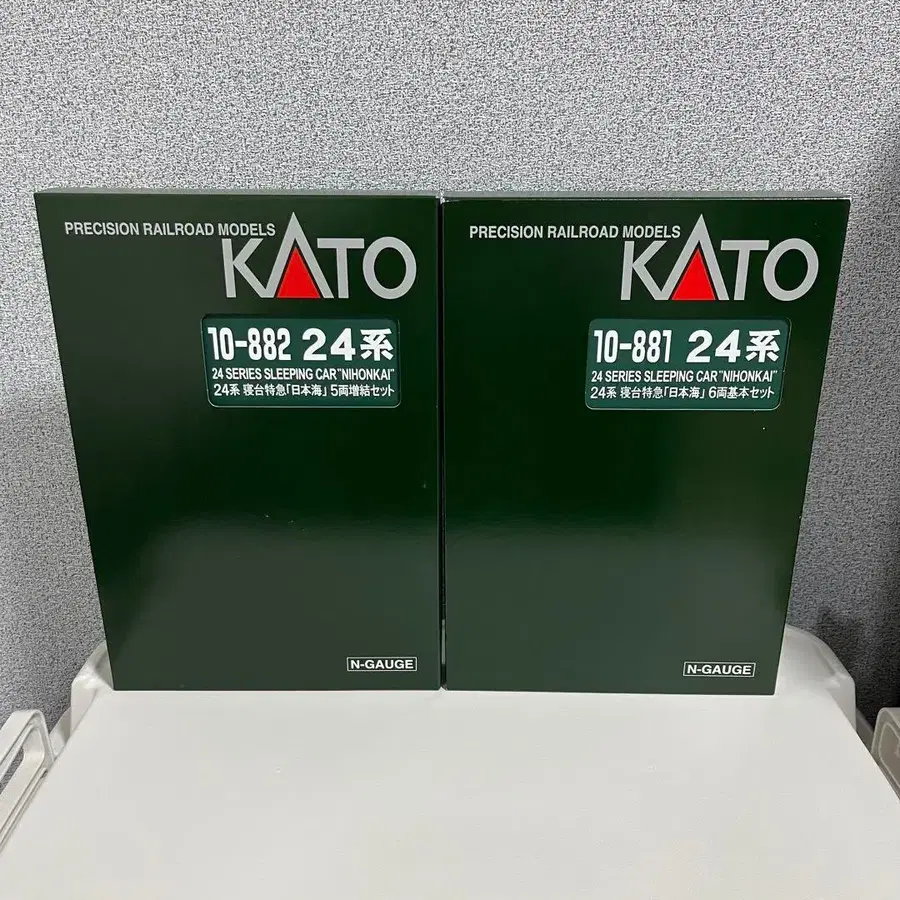 PRECISION RAILROAD MODELS
KATO
10-882 24系
24 SERIES SLEEPING CAR "NIHONKAI"
24系 寝台特急「日本海」 5両増結セット
N-GAUGE
PRECISION RAILROAD MODELS
KATO
10-881 24系
24 SERIES SLEEPING CAR "NIHONKAI"
24系 寝台特急「日本海」 6両基本セット
N-GAUGE